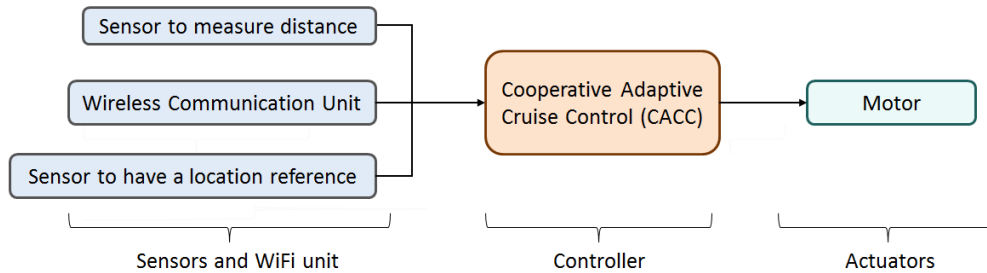 Sensor to measure distance
Wireless Communication Unit
Sensor to have a location reference
Cooperative Adaptive
Cruise Control (CACC)
Motor
Sensors and WiFi unit
Controller
Actuators